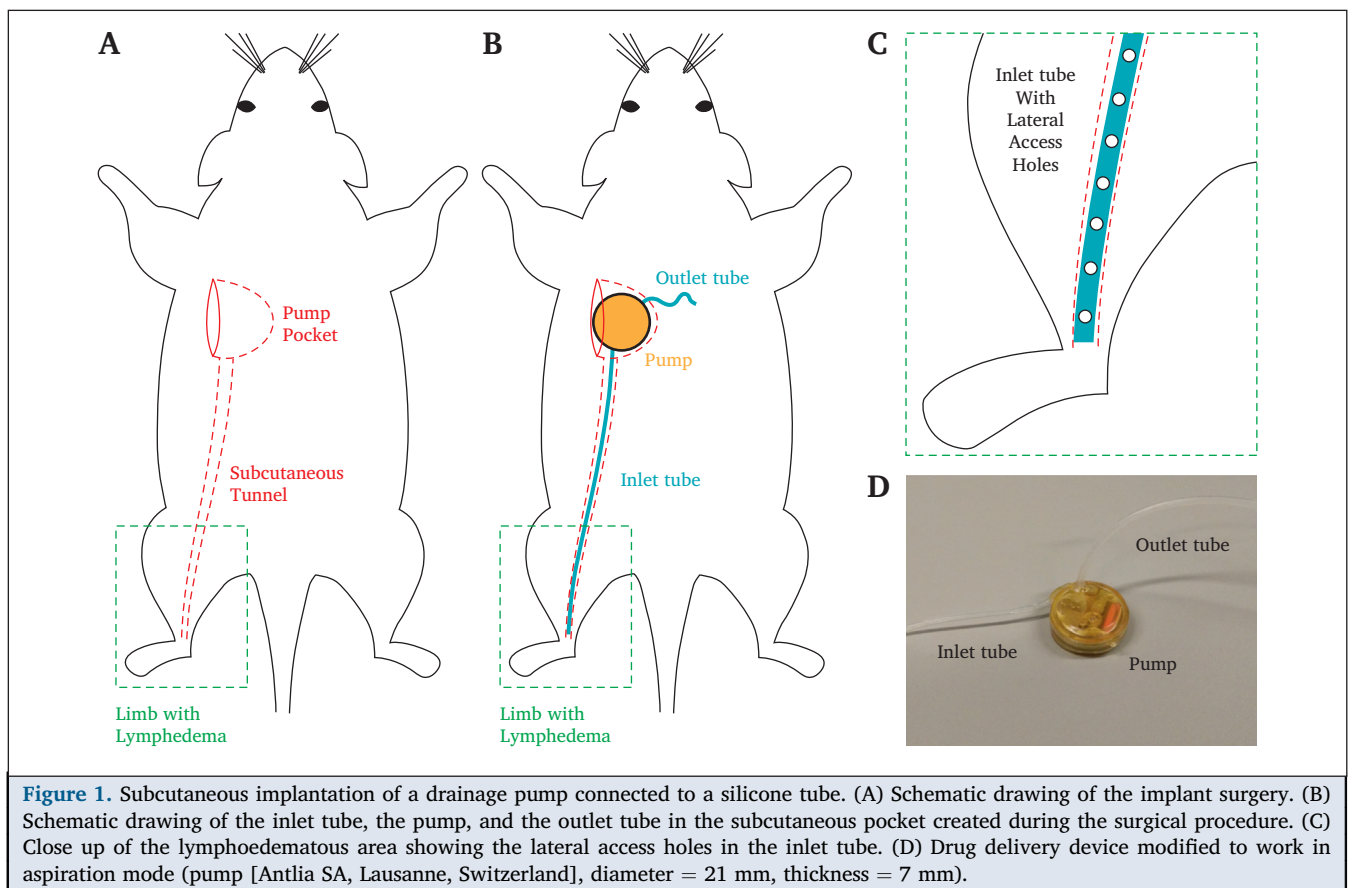 A
B
C
Inlet tube
With
Lateral
Access
Holes
Pump
Pocket
Outlet tube
Pump
Subcutaneous
Tunnel
Inlet tube
Limb with
Lymphedema
Limb with
Lymphedema
D
Outlet tube
Inlet tube
Pump
Figure 1. Subcutaneous implantation of a drainage pump connected to a silicone tube. (A) Schematic drawing of the implant surgery. (B)
Schematic drawing of the inlet tube, the pump, and the outlet tube in the subcutaneous pocket created during the surgical procedure. (C)
Close up of the lymphoedematous area showing the lateral access holes in the inlet tube. (D) Drug delivery device modified to work in
aspiration mode (pump [Antlia SA, Lausanne, Switzerland], diameter = 21 mm, thickness = 7 mm).